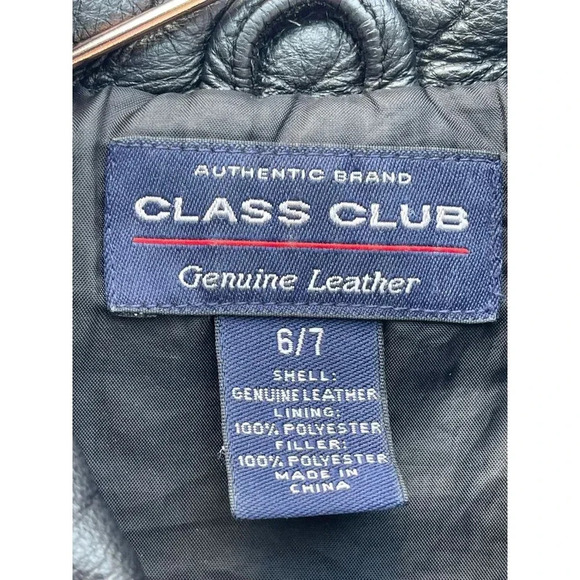 AUTHENTIC BRAND
CLASS CLUB
Genuine Leather
6/7
SHELL:
GENUINE LEATHER
LINING:
100% POLYESTER
FILLER:
100% POLYESTER
MADE IN
CHINA